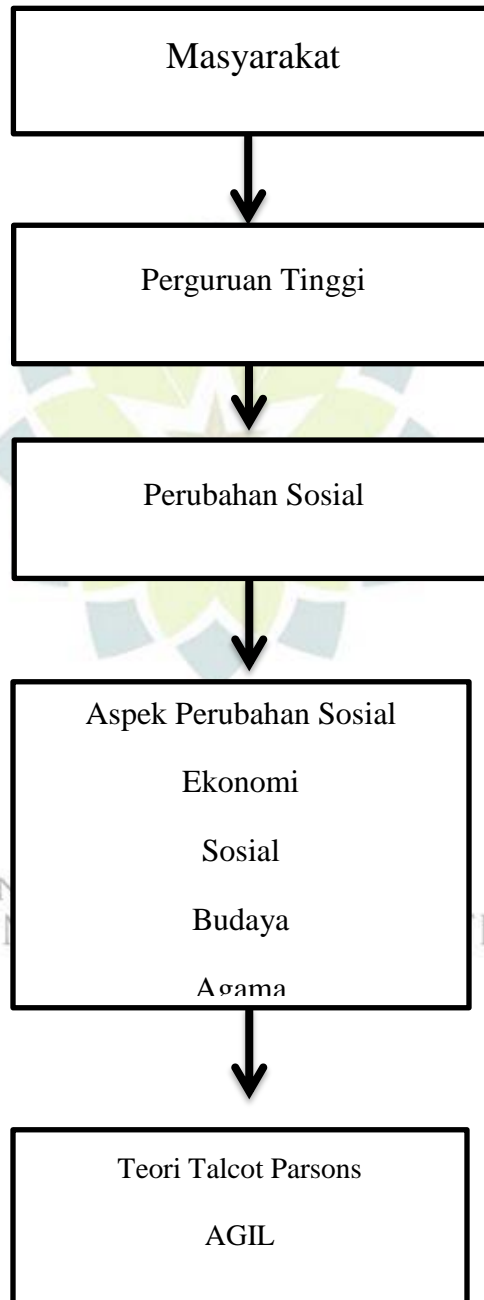 Masyarakat
Perguruan Tinggi
Perubahan Sosial
Aspek Perubahan Sosial
Ekonomi
Sosial
Budaya
Agama
Teori Talcot Parsons
AGIL